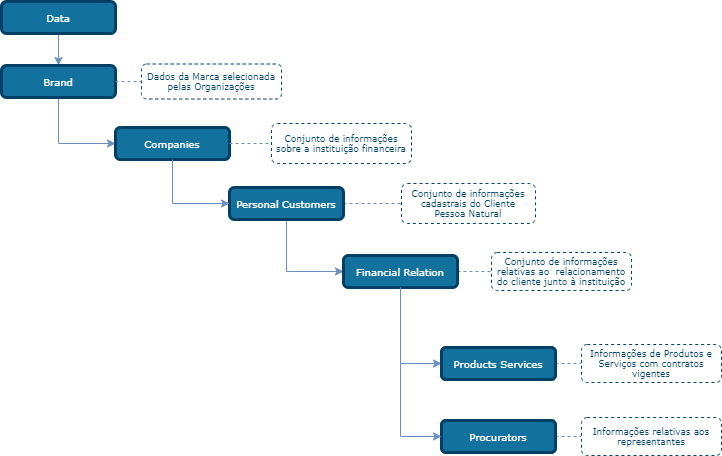 Data
Brand
Dados da Marca selecionada
pelas Organizações
Companies
Conjunto de informações
sobre a instituição financeira
Personal Customers
Conjunto de informações
cadastrais do Cliente
Pessoa Natural
Financial Relation
Conjunto de informações
relativas ao relacionamento
do cliente junto à instituição
Products Services
Informações de Produtos e
Serviços com contratos
vigentes
Procurators
Informações relativas aos
representantes